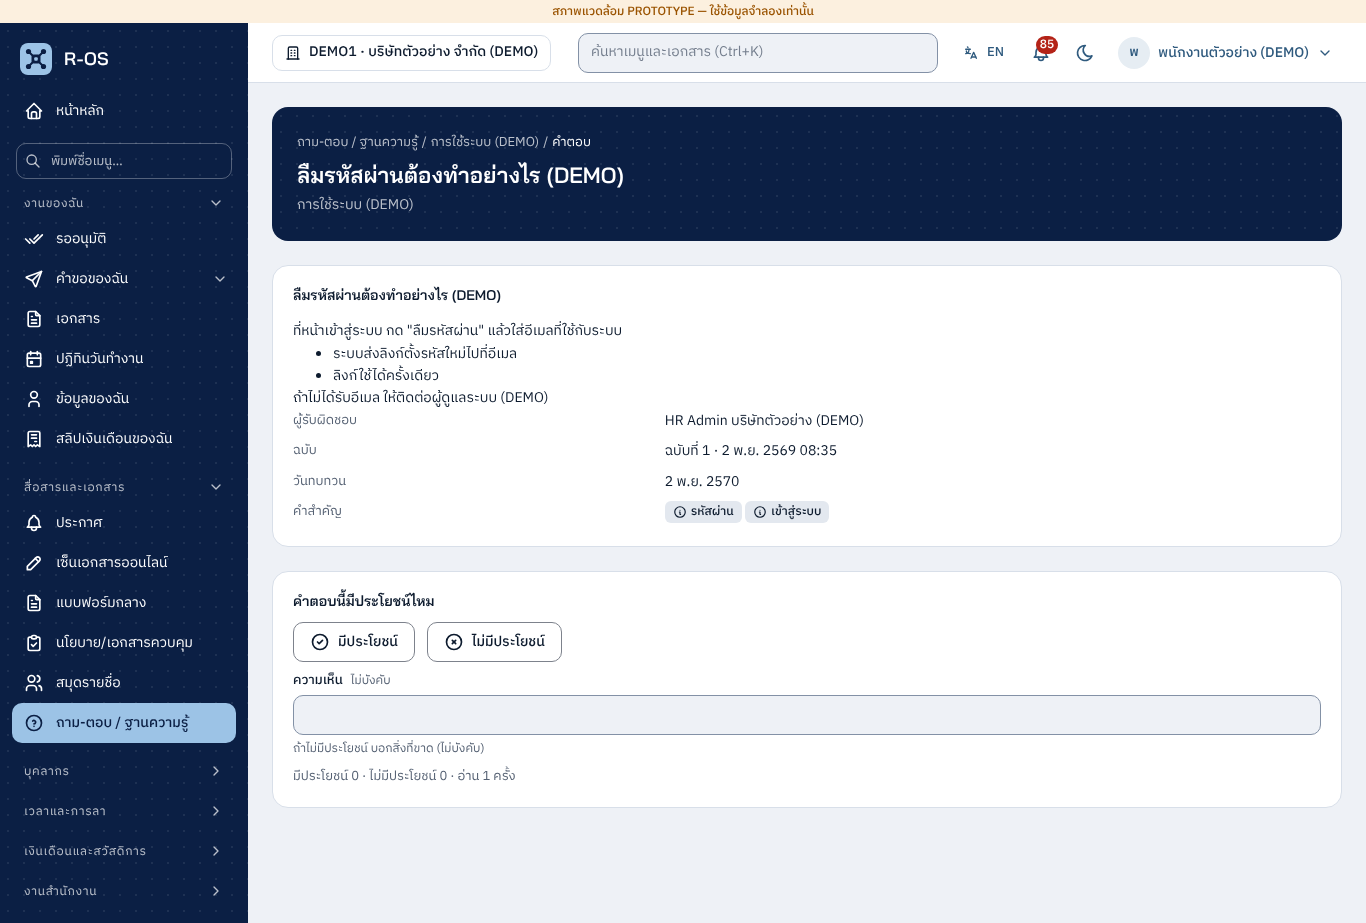 สภาพแวดล้อม PROTOTYPE — ใช้ข้อมูลจำลองเท่านั้น
R-OS
หน้าหลัก
พิมพ์ชื่อเมนู...
งานของฉัน
รออนุมัติ
คำขอของฉัน
เอกสาร
ปฏิทินวันทำงาน
ข้อมูลของฉัน
สลิปเงินเดือนของฉัน
สื่อสารและเอกสาร
ประกาศ
เซ็นเอกสารออนไลน์
แบบฟอร์มกลาง
นโยบาย/เอกสารควบคุม
สมุดรายชื่อ
ถาม-ตอบ / ฐานความรู้
บุคลากร
เวลาและการลา
เงินเดือนและสวัสดิการ
งานสำนักงาน
DEMO1 · บริษัทตัวอย่าง จำกัด (DEMO)
ค้นหาเมนูและเอกสาร (Ctrl+K)
EN
85
พ
พนักงานตัวอย่าง (DEMO)
ถาม-ตอบ / ฐานความรู้ / การใช้ระบบ (DEMO) / คำตอบ
ลืมรหัสผ่านต้องทำอย่างไร (DEMO)
การใช้ระบบ (DEMO)
ลืมรหัสผ่านต้องทำอย่างไร (DEMO)
ที่หน้าเข้าสู่ระบบ กด "ลืมรหัสผ่าน" แล้วใส่อีเมลที่ใช้กับระบบ
• ระบบส่งลิงก์ตั้งรหัสใหม่ไปที่อีเมล
• ลิงก์ใช้ได้ครั้งเดียว
ถ้าไม่ได้รับอีเมล ให้ติดต่อผู้ดูแลระบบ (DEMO)
ผู้รับผิดชอบ HR Admin บริษัทตัวอย่าง (DEMO)
ฉบับ ฉบับที่ 1 · 2 พ.ย. 2569 08:35
วันทบทวน 2 พ.ย. 2570
คำสำคัญ รหัสผ่าน เข้าสู่ระบบ
คำตอบนี้มีประโยชน์ไหม
มีประโยชน์ ไม่มีประโยชน์
ความเห็น ไม่บังคับ
ถ้าไม่มีประโยชน์ บอกสิ่งที่ขาด (ไม่บังคับ)
มีประโยชน์ 0 · ไม่มีประโยชน์ 0 · อ่าน 1 ครั้ง